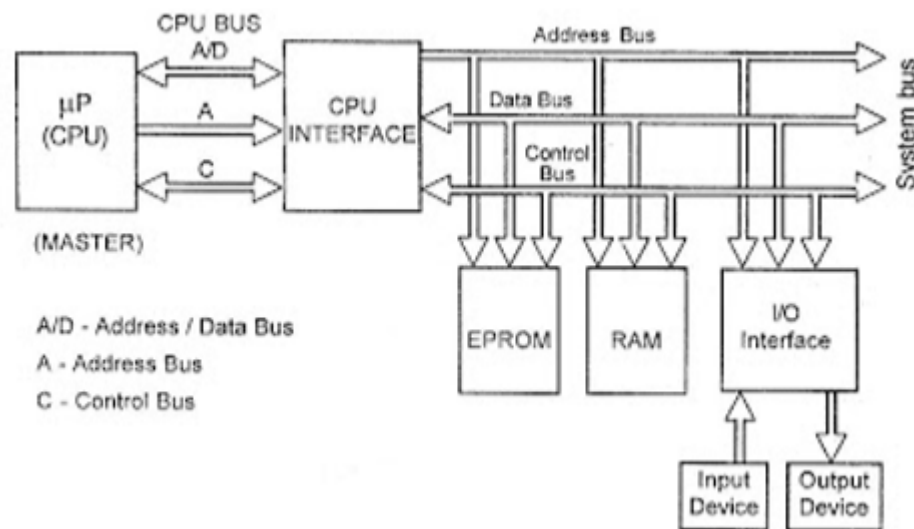 CPU BUS
A/D
Address Bus
µP
(CPU)
A
CPU
INTERFACE
Data Bus
Control
Bus
C
System bus
(MASTER)
A/D - Address / Data Bus
A - Address Bus
C - Control Bus
EPROM
RAM
I/O
Interface
Input
Device
Output
Device